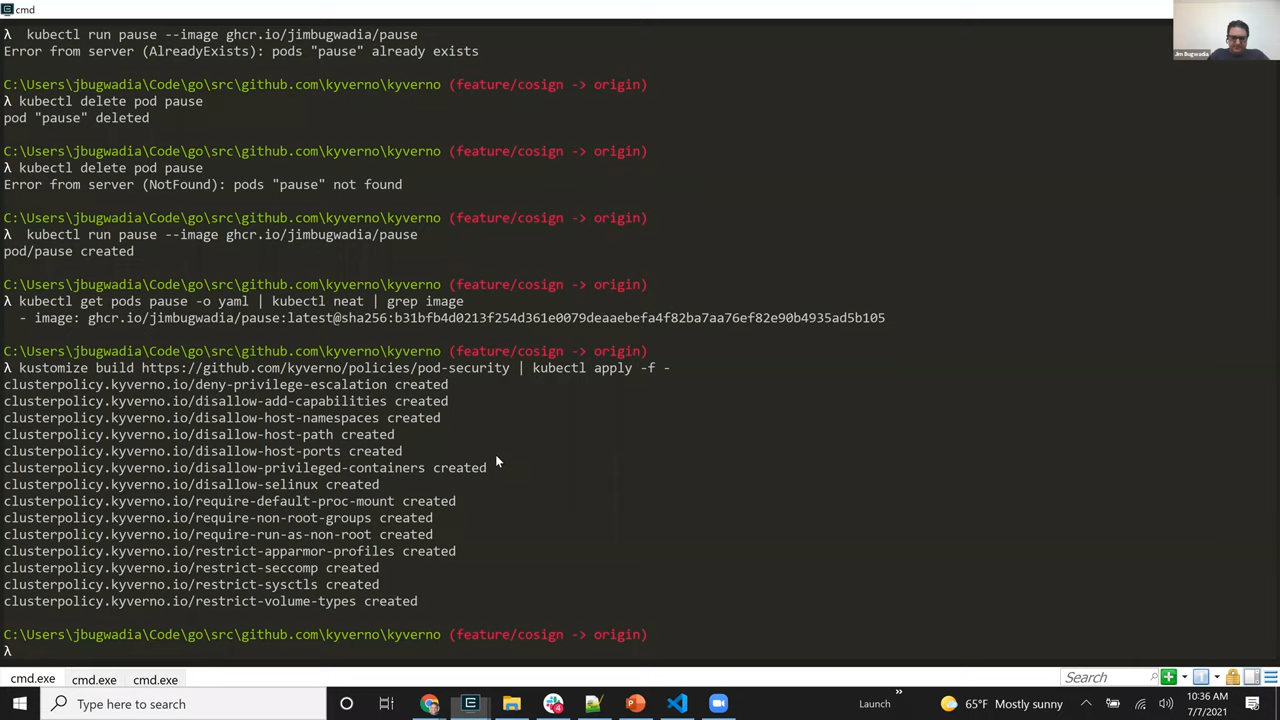 cmd
λ  kubectl run pause --image ghcr.io/jimbugwadia/pause
Error from server (AlreadyExists): pods "pause" already exists
C:\Users\jbugwadia\Code\go\src\github.com\kyverno\kyverno (feature/cosign -> origin)
λ kubectl delete pod pause
pod "pause" deleted
C:\Users\jbugwadia\Code\go\src\github.com\kyverno\kyverno (feature/cosign -> origin)
λ kubectl delete pod pause
Error from server (NotFound): pods "pause" not found
C:\Users\jbugwadia\Code\go\src\github.com\kyverno\kyverno (feature/cosign -> origin)
λ  kubectl run pause --image ghcr.io/jimbugwadia/pause
pod/pause created
C:\Users\jbugwadia\Code\go\src\github.com\kyverno\kyverno (feature/cosign -> origin)
λ kubectl get pods pause -o yaml | kubectl neat | grep image
  - image: ghcr.io/jimbugwadia/pause:latest@sha256:b31bfb4d0213f254d361e0079deaaebefa4f82ba7aa76ef82e90b4935ad5b105
C:\Users\jbugwadia\Code\go\src\github.com\kyverno\kyverno (feature/cosign -> origin)
λ kustomize build https://github.com/kyverno/policies/pod-security | kubectl apply -f -
clusterpolicy.kyverno.io/deny-privilege-escalation created
clusterpolicy.kyverno.io/disallow-add-capabilities created
clusterpolicy.kyverno.io/disallow-host-namespaces created
clusterpolicy.kyverno.io/disallow-host-path created
clusterpolicy.kyverno.io/disallow-host-ports created
clusterpolicy.kyverno.io/disallow-privileged-containers created
clusterpolicy.kyverno.io/disallow-selinux created
clusterpolicy.kyverno.io/require-default-proc-mount created
clusterpolicy.kyverno.io/require-non-root-groups created
clusterpolicy.kyverno.io/require-run-as-non-root created
clusterpolicy.kyverno.io/restrict-apparmor-profiles created
clusterpolicy.kyverno.io/restrict-seccomp created
clusterpolicy.kyverno.io/restrict-sysctls created
clusterpolicy.kyverno.io/restrict-volume-types created
C:\Users\jbugwadia\Code\go\src\github.com\kyverno\kyverno (feature/cosign -> origin)
λ
Jim Bugwadia
cmd.exe cmd.exe cmd.exe Search
Type here to search Launch 65°F Mostly sunny 10:36 AM
7/7/2021